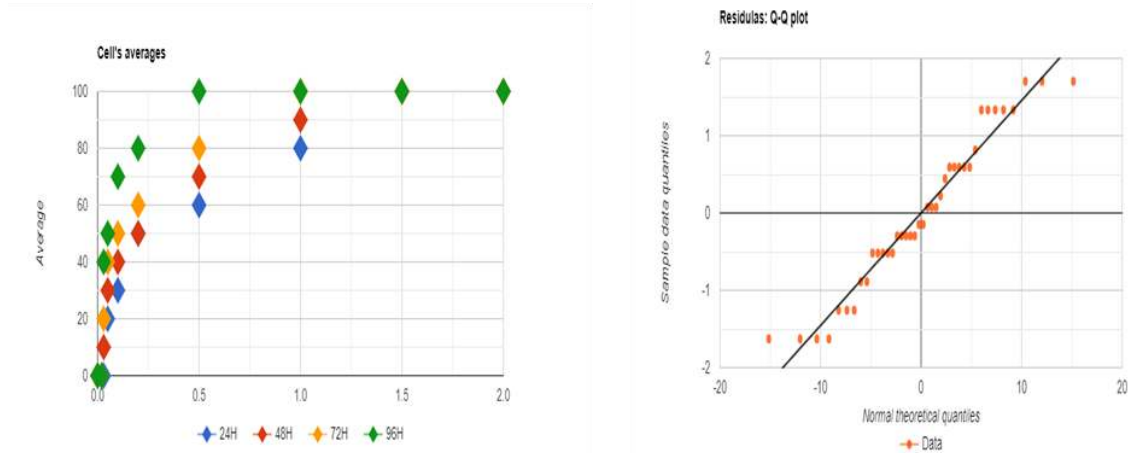 Cell's averages
100
80
60
40
20
0
Average
0.0 0.5 1.0 1.5 2.0
24H 48H 72H 96H
Residulas: Q-Q plot
2
1
0
-1
-2
Sample data quantiles
-20 -10 0 10 20
Normal theoretical quantiles
Data